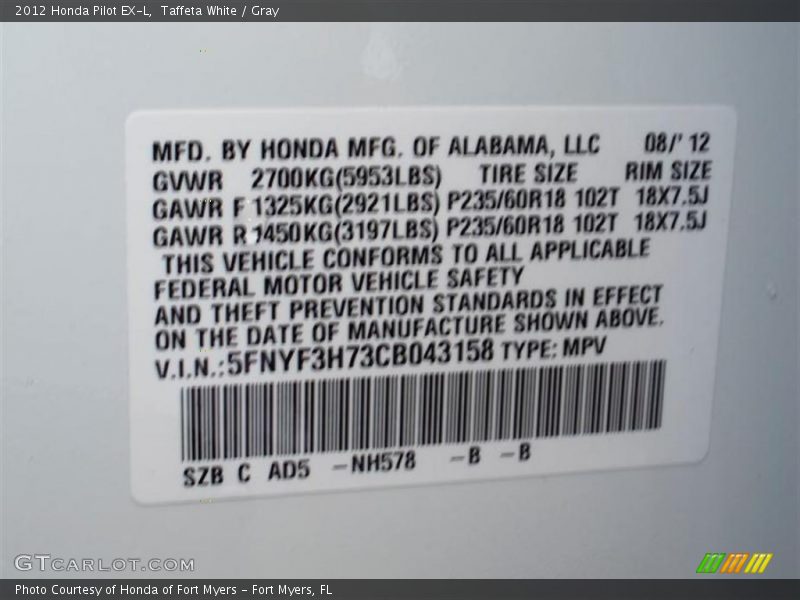 2012 Honda Pilot EX-L, Taffeta White / Gray
MFD. BY HONDA MFG. OF ALABAMA, LLC 08/' 12
GVWR 2700KG(5953LBS) TIRE SIZE RIM SIZE
GAWR F 1325KG(2921LBS) P235/60R18 102T 18X7.5J
GAWR R 1450KG(3197LBS) P235/60R18 102T 18X7.5J
THIS VEHICLE CONFORMS TO ALL APPLICABLE
FEDERAL MOTOR VEHICLE SAFETY
AND THEFT PREVENTION STANDARDS IN EFFECT
ON THE DATE OF MANUFACTURE SHOWN ABOVE.
V.I.N.:5FNYF3H73CB043158 TYPE: MPV
SZB C AD5 -NH578 -B -B
GTCARLOT.COM
Photo Courtesy of Honda of Fort Myers - Fort Myers, FL